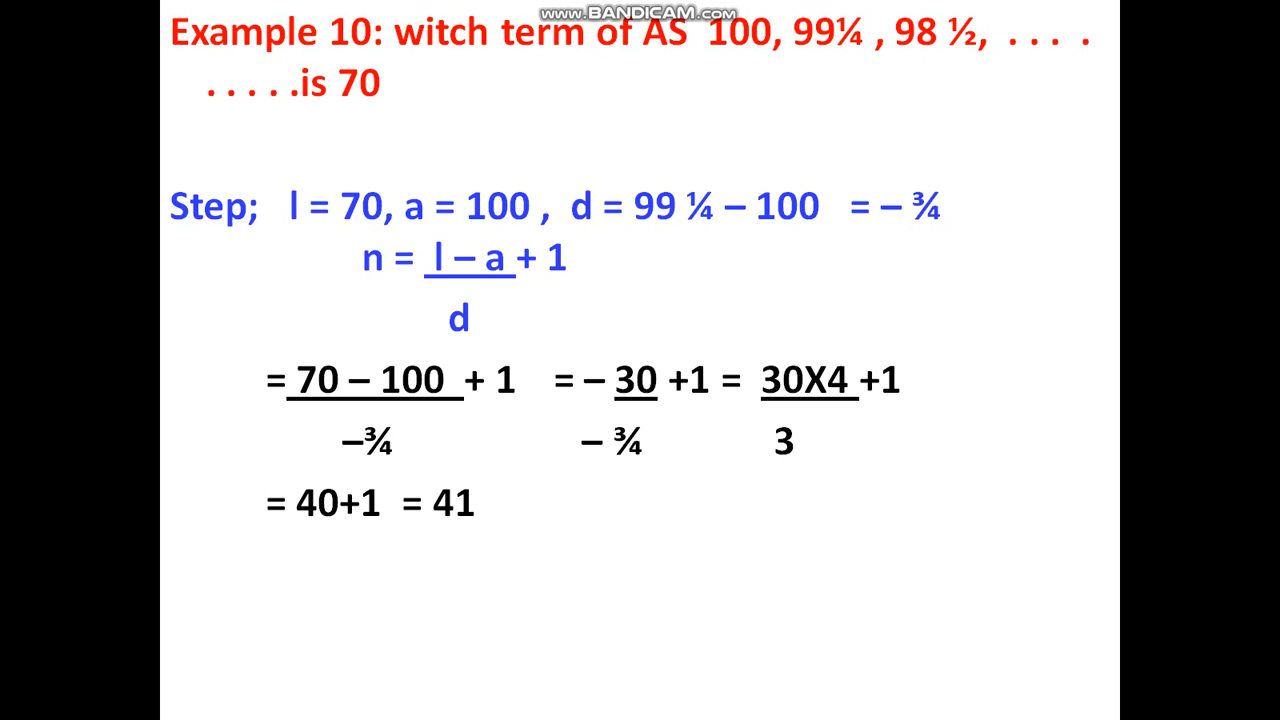 www.BANDICAM.com
Example 10: witch term of AS 100, 99¼ , 98 ½, . . . .
. . . . .is 70
Step; l = 70, a = 100 , d = 99 ¼ – 100 = – ¾
n = l – a + 1
d
= 70 – 100 + 1 = – 30 +1 = 30X4 +1
–¾ – ¾ 3
= 40+1 = 41